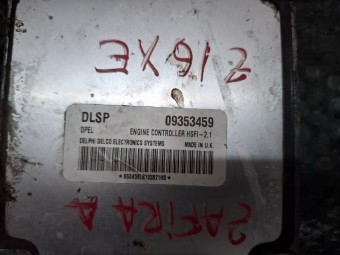 Z16XE
DLSP 09353459
OPEL ENGINE CONTROLLER HSFI-2.1
DELPHI DELCO ELECTRONICS SYSTEMS MADE IN U.K.
ZAFIRA A